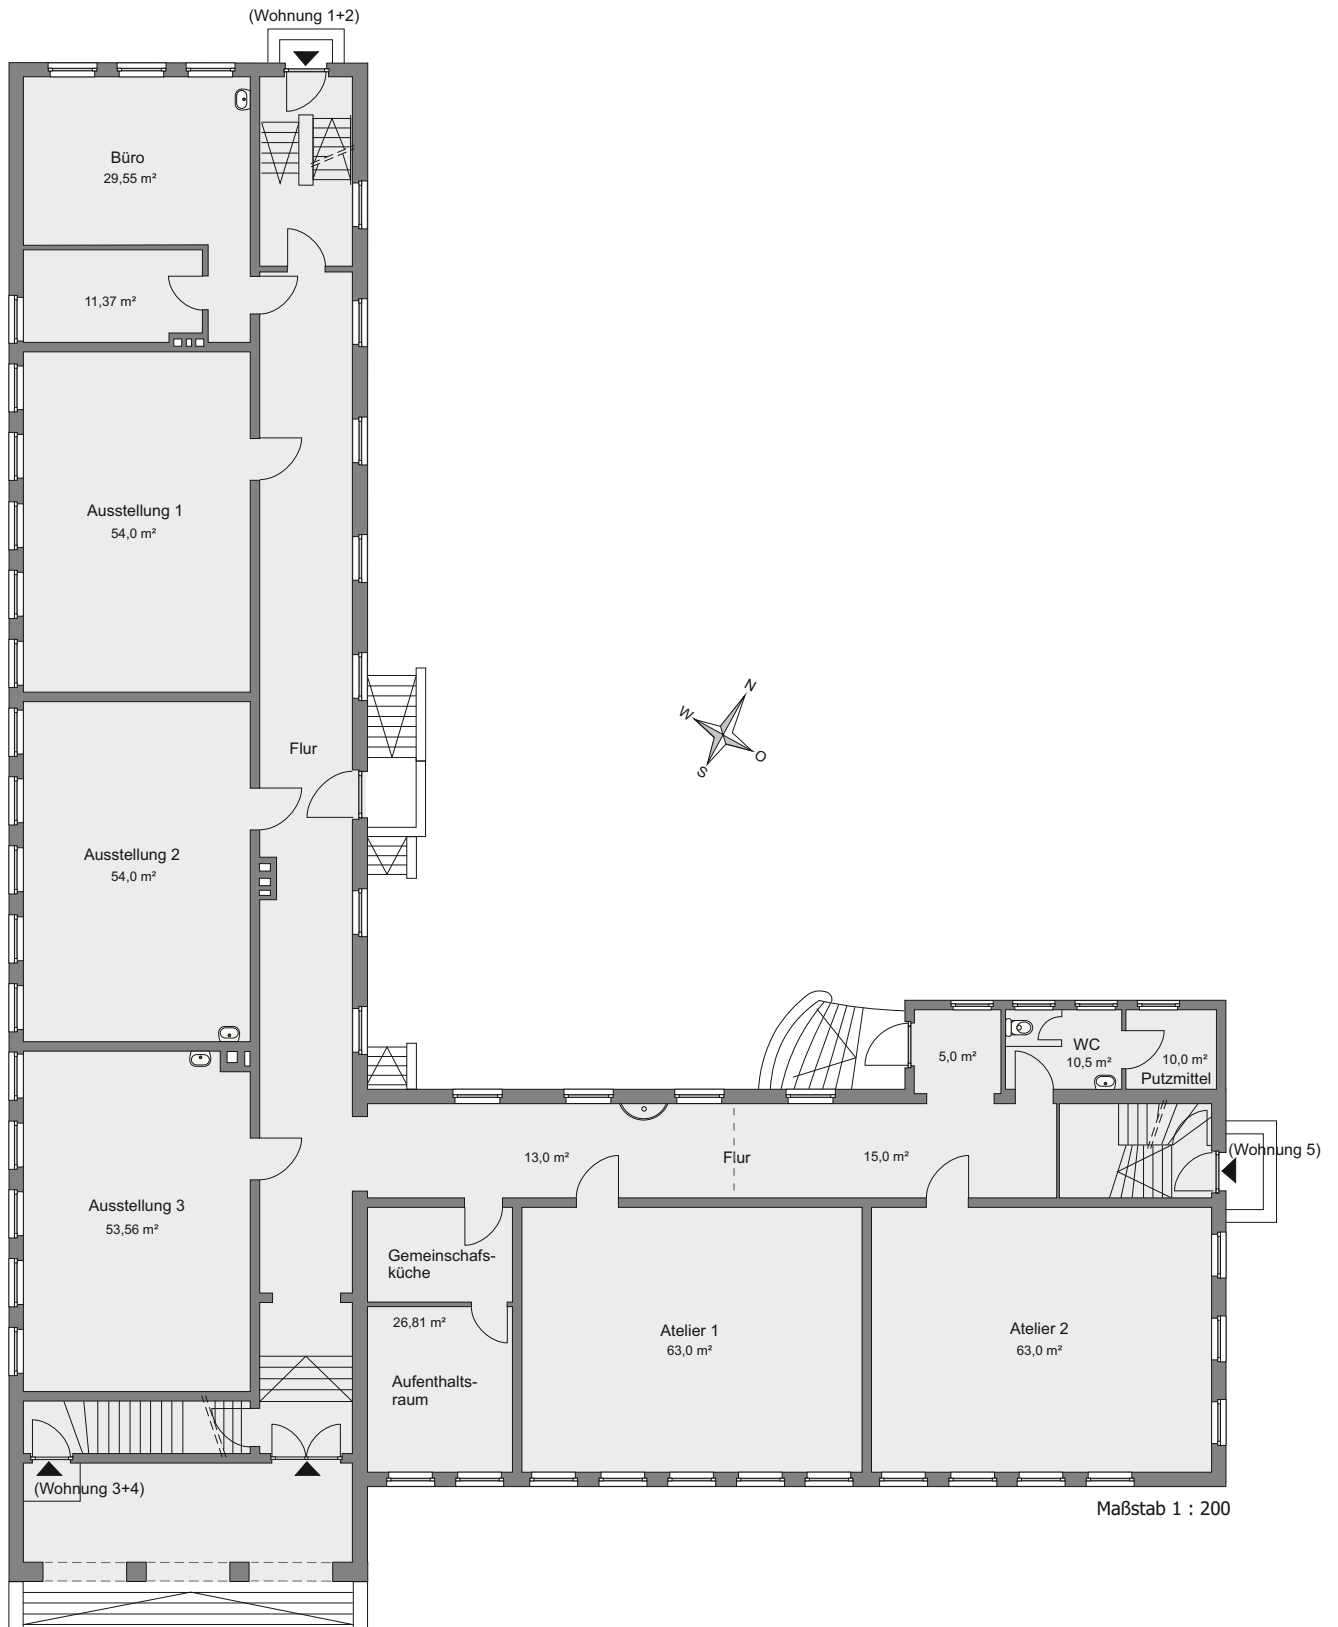 (Wohnung 1+2)
Büro
29,55 m²
11,37 m²
Ausstellung 1
54,0 m²
N
W
O
S
Flur
Ausstellung 2
54,0 m²
5,0 m²
WC
10,5 m²
10,0 m²
Putzmittel
13,0 m²
Flur
15,0 m²
(Wohnung 5)
Ausstellung 3
53,56 m²
Gemeinschafs-
küche
26,81 m²
Aufenthalts-
raum
Atelier 1
63,0 m²
Atelier 2
63,0 m²
(Wohnung 3+4)
Maßstab 1 : 200